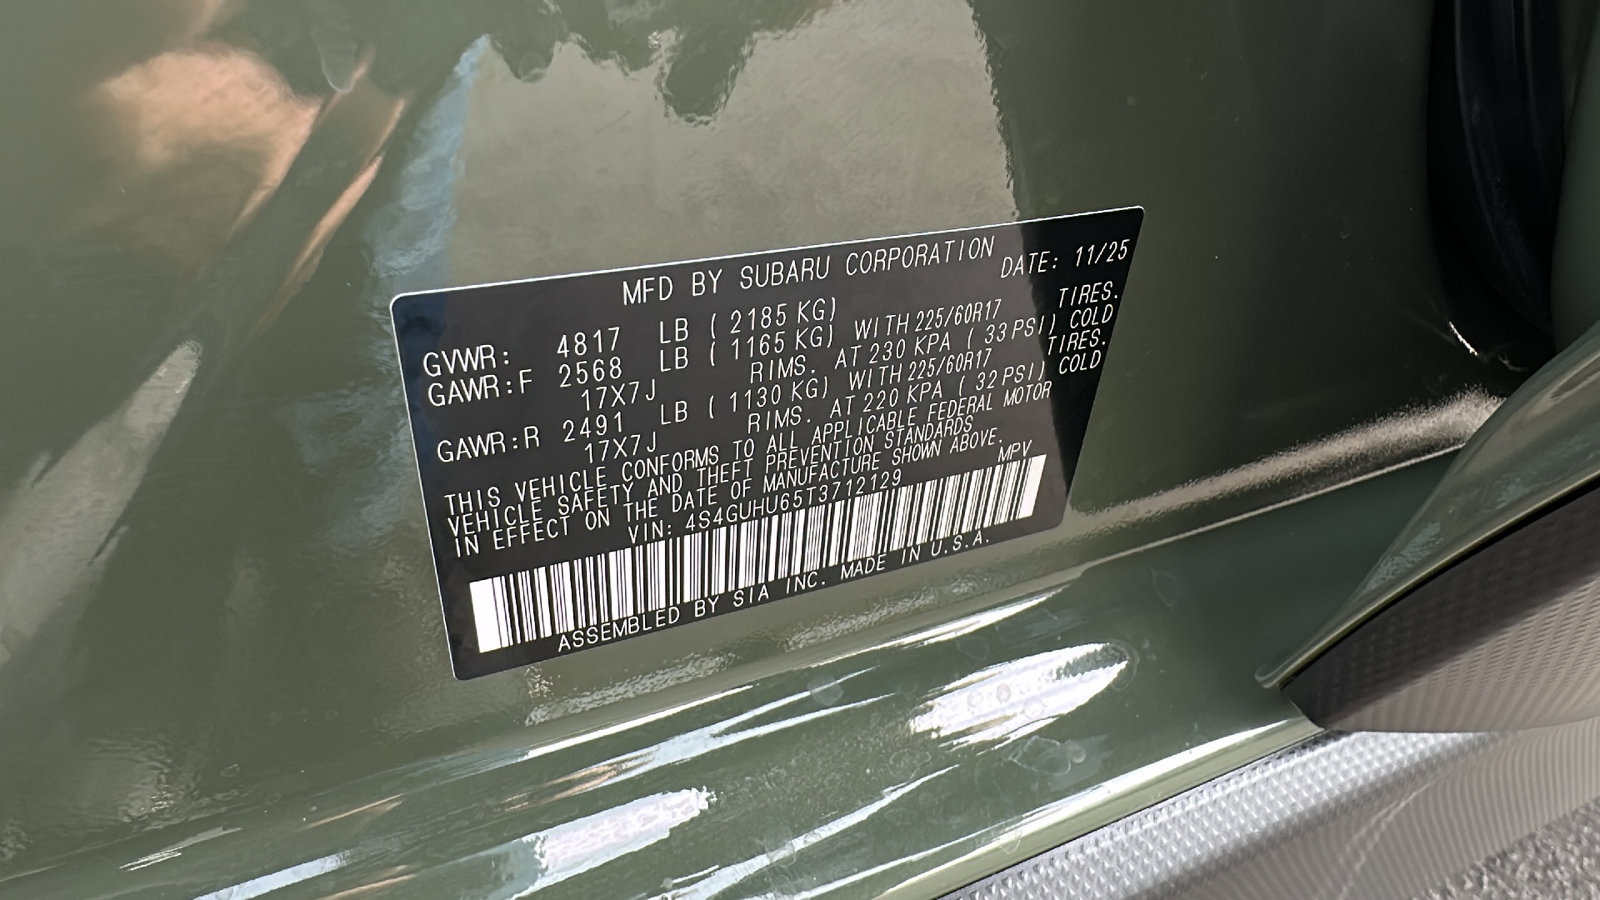 MFD BY SUBARU CORPORATION DATE: 11/25
GVWR: 4817 LB ( 2185 KG)
GAWR:F 2568 LB ( 1165 KG) WITH 225/60R17 TIRES.
17X7J RIMS. AT 230 KPA ( 33 PSI) COLD
GAWR:R 2491 LB ( 1130 KG) WITH 225/60R17 TIRES.
17X7J RIMS. AT 220 KPA ( 32 PSI) COLD
THIS VEHICLE CONFORMS TO ALL APPLICABLE FEDERAL MOTOR
VEHICLE SAFETY AND THEFT PREVENTION STANDARDS
IN EFFECT ON THE DATE OF MANUFACTURE SHOWN ABOVE.
VIN: 4S4GUHU65T3712129 MPV
ASSEMBLED BY SIA INC. MADE IN U.S.A.